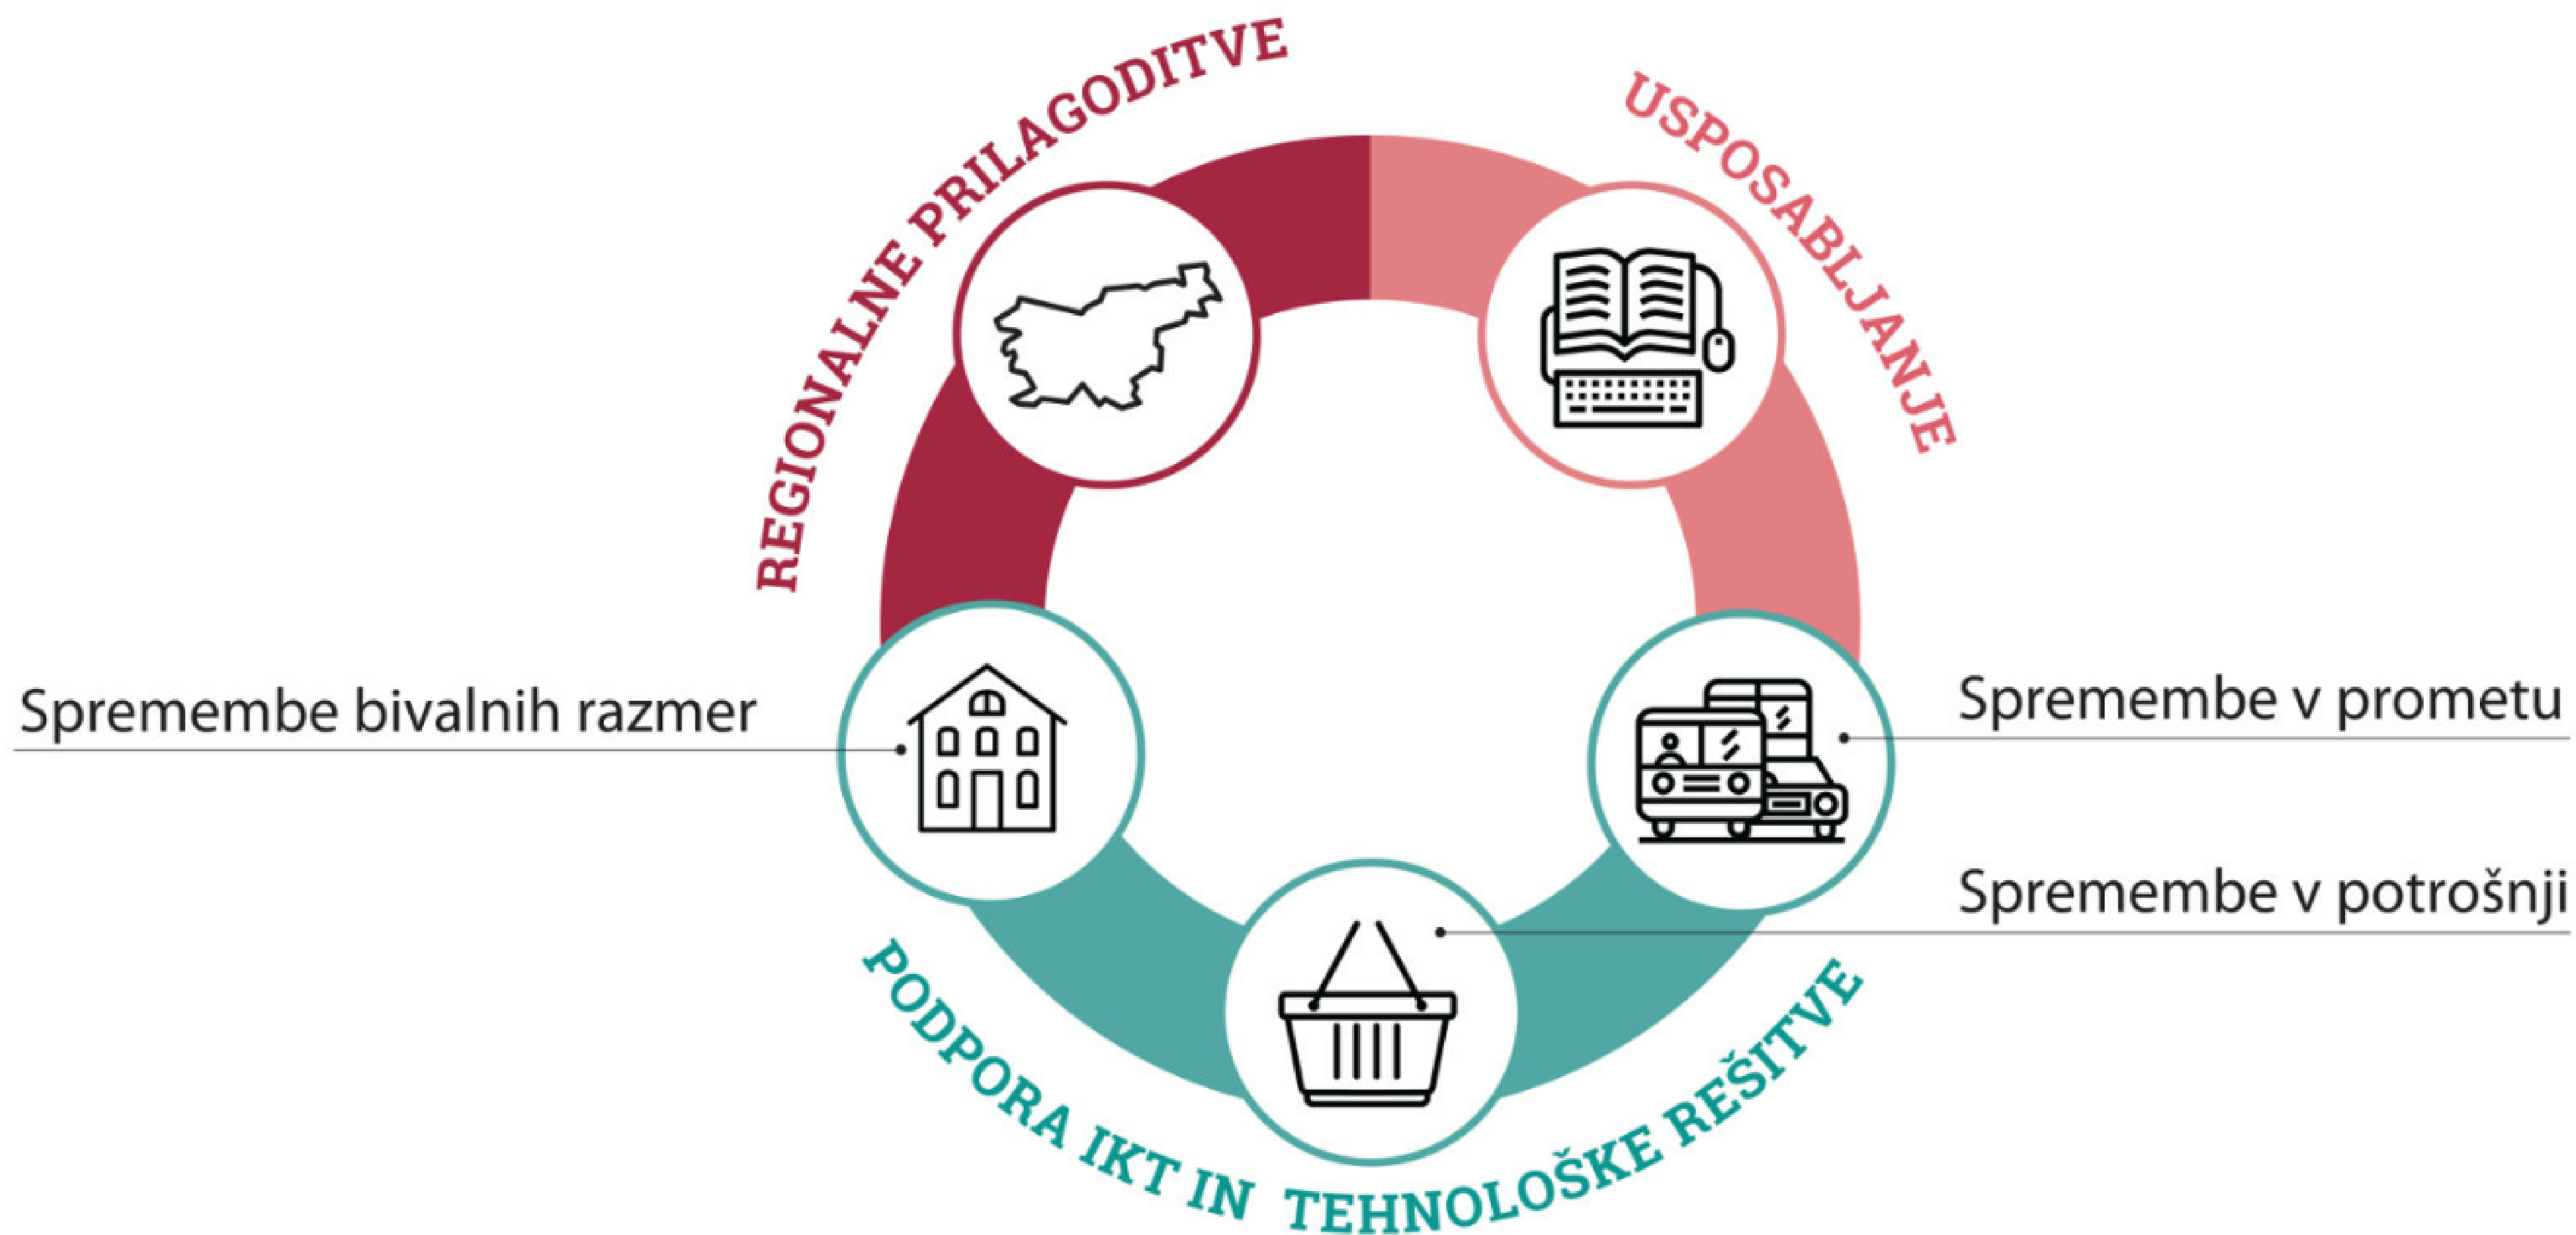 REGIONALNE PRILAGODITVE
USPOSABLJANJE
Spremembe bivalnih razmer
Spremembe v prometu
Spremembe v potrošnji
PODPORA IKT IN TEHNOLOŠKE REŠITVE